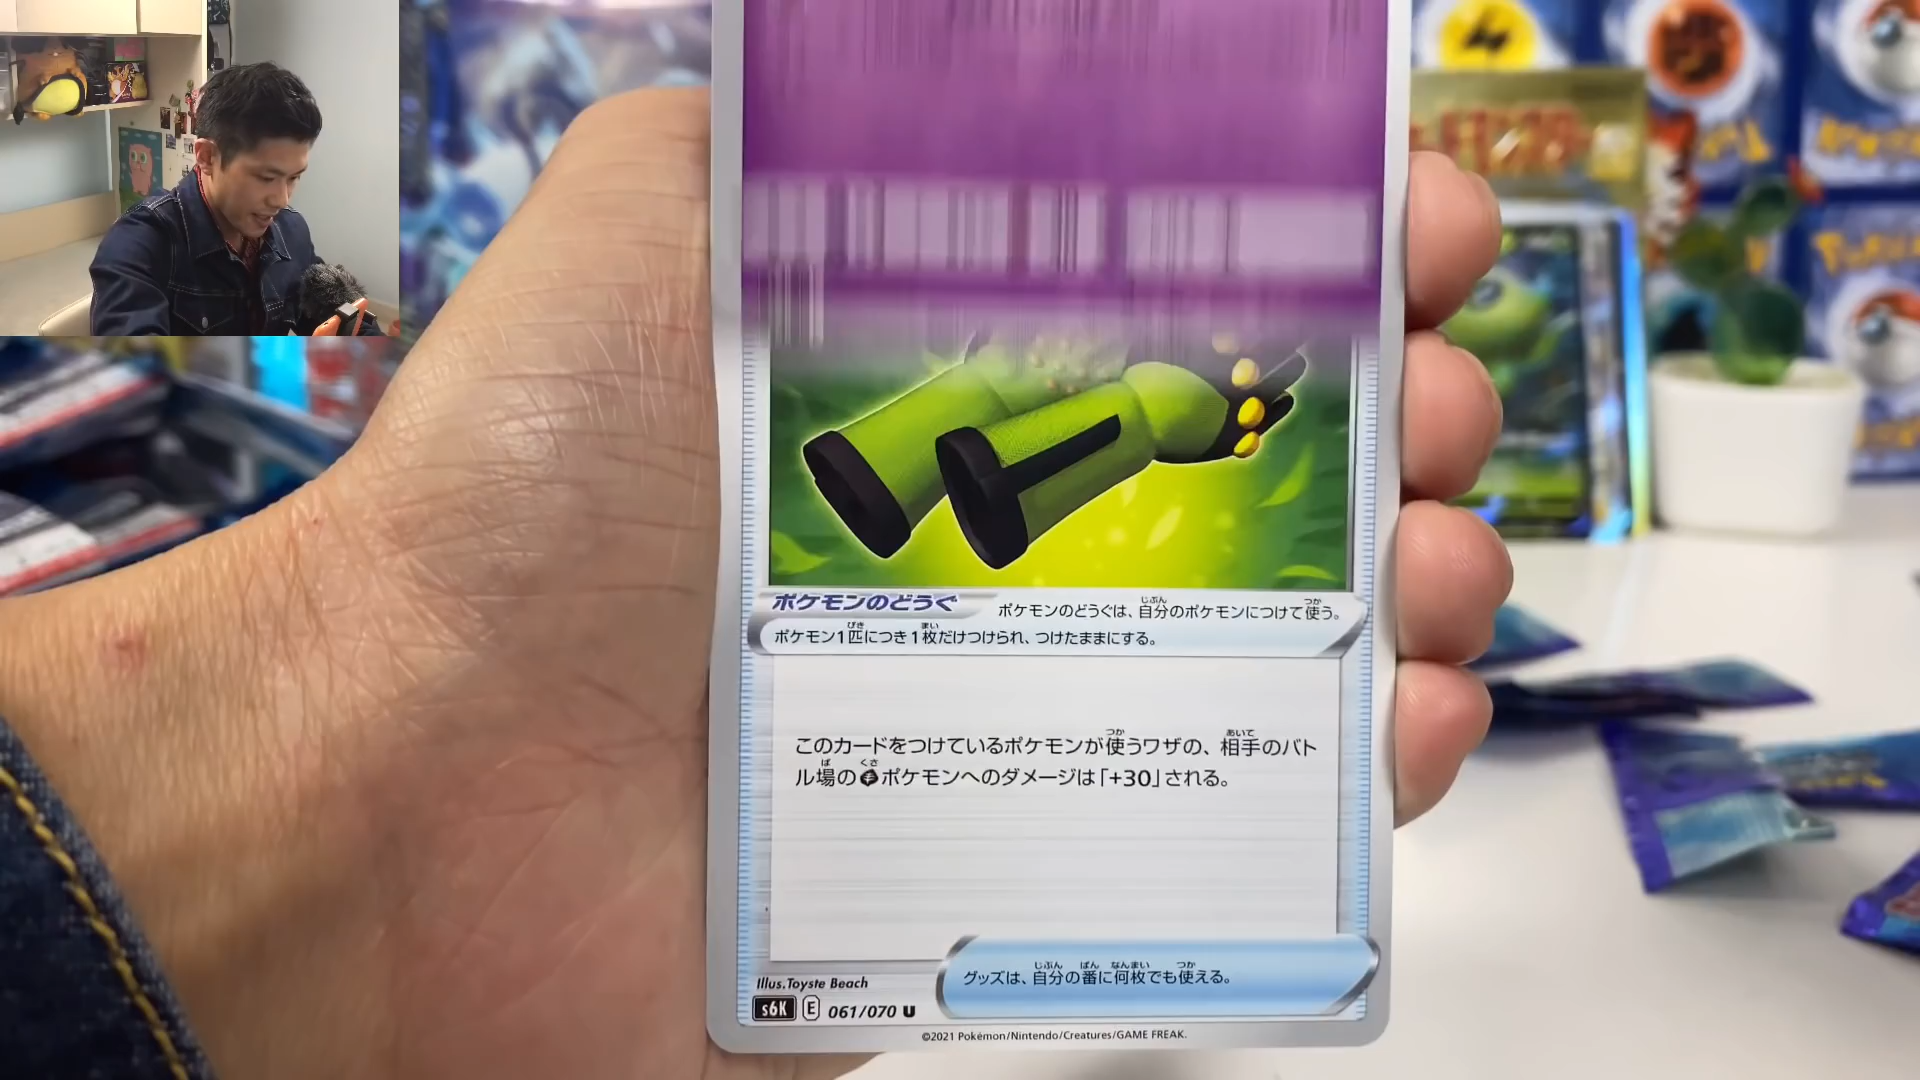 ポケモンのどうぐ
ポケモンのどうぐは、自分のポケモンにつけて使う。
ポケモン1匹につき1枚だけつけられ、つけたままにする。
このカードをつけているポケモンが使うワザの、相手のバト
ル場のポケモンへのダメージは「+30」される。
グッズは、自分の番に何枚でも使える。
Illus.Toyste Beach
s6K E 061/070 U
©2021 Pokémon/Nintendo/Creatures/GAME FREAK.